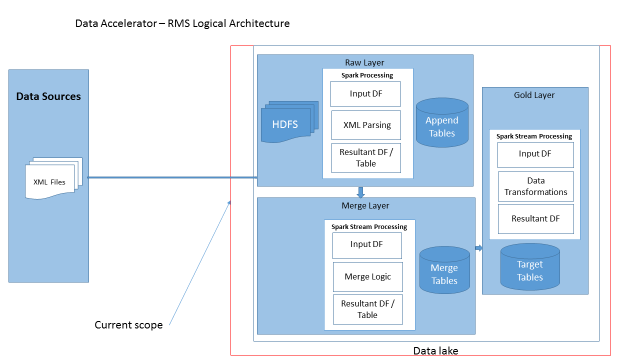 Data Accelerator – RMS Logical Architecture
Data Sources
XML Files
Raw Layer
Spark Processing
HDFS
Input DF
XML Parsing
Resultant DF /
Table
Append
Tables
Merge Layer
Spark Stream Processing
Input DF
Merge Logic
Resultant DF /
Table
Merge
Tables
Gold Layer
Spark Stream Processing
Input DF
Data
Transformations
Resultant DF
Target
Tables
Current scope
Data lake